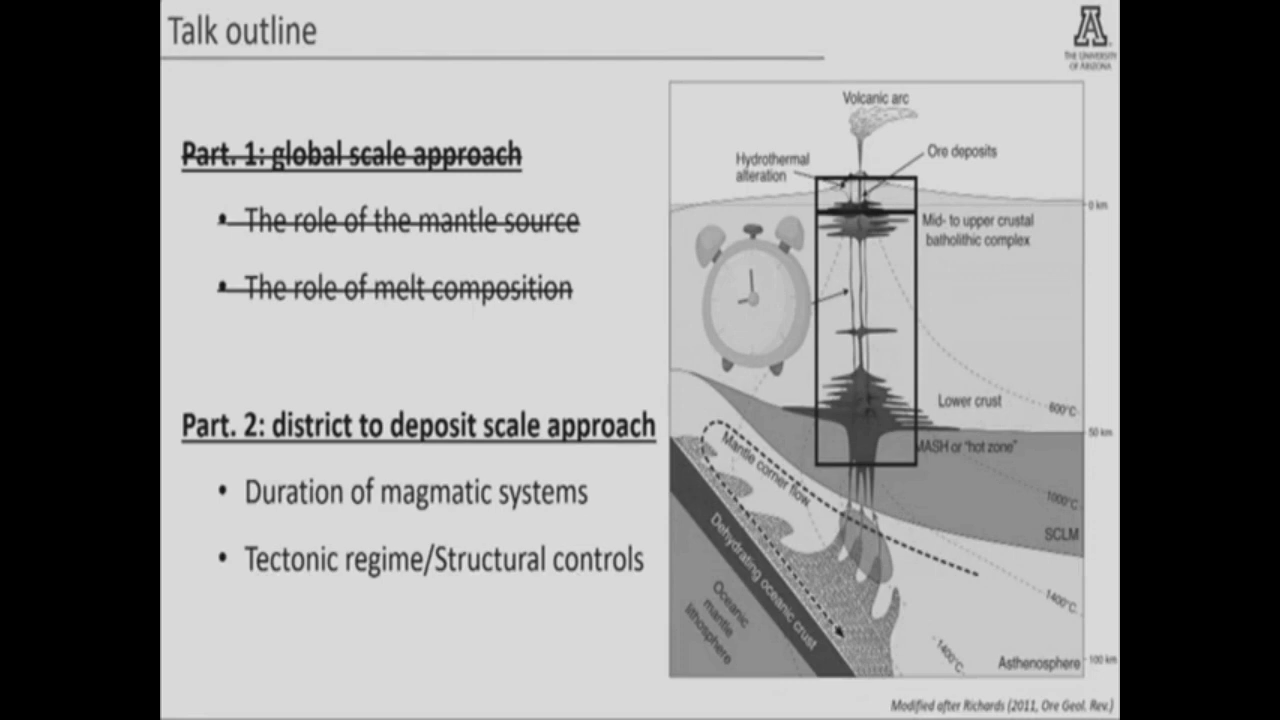 Talk outline
THE UNIVERSITY
OF ARIZONA
Part. 1: global scale approach
• The role of the mantle source
• The role of melt composition
Part. 2: district to deposit scale approach
• Duration of magmatic systems
• Tectonic regime/Structural controls
Volcanic arc
Hydrothermal
alteration
Ore deposits
0 km
Mid- to upper crustal
batholithic complex
600°C
Lower crust
50 km
MASH or "hot zone"
Mantle corner flow
1000°C
SCLM
Dehydrating oceanic crust
Oceanic
mantle
lithosphere
1400°C
1400°C
Asthenosphere
100 km
Modified after Richards (2011, Ore Geol. Rev.)